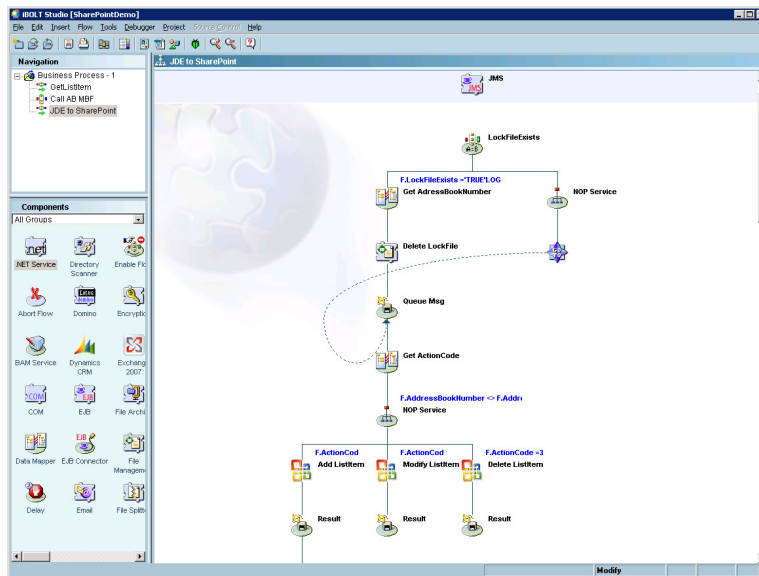 iBOLT Studio [SharePointDemo]
File Edit Insert Flow Tools Debugger Project Source Control Help
Navigation
Business Process - 1
GetListItem
Call AB MBF
JDE to SharePoint
Components
All Groups
.NET Service
Directory Scanner
Enable Flo
Abort Flow
Domino
Encryptic
BAM Service
Dynamics CRM
Exchang 2007
COM
EJB
File Archi
Data Mapper
EJB Connector
File Managem
Delay
Email
File Splitt
JDE to SharePoint
JMS
LockFileExists
F.LockFileExists ='TRUE'LOG
Get AdressBookNumber
NOP Service
Delete LockFile
Queue Msg
Get ActionCode
F.AddressBookNumber <> F.Addre
NOP Service
F.ActionCod
Add ListItem
F.ActionCod
Modify ListItem
F.ActionCode =3
Delete ListItem
Result
Result
Result
Modify